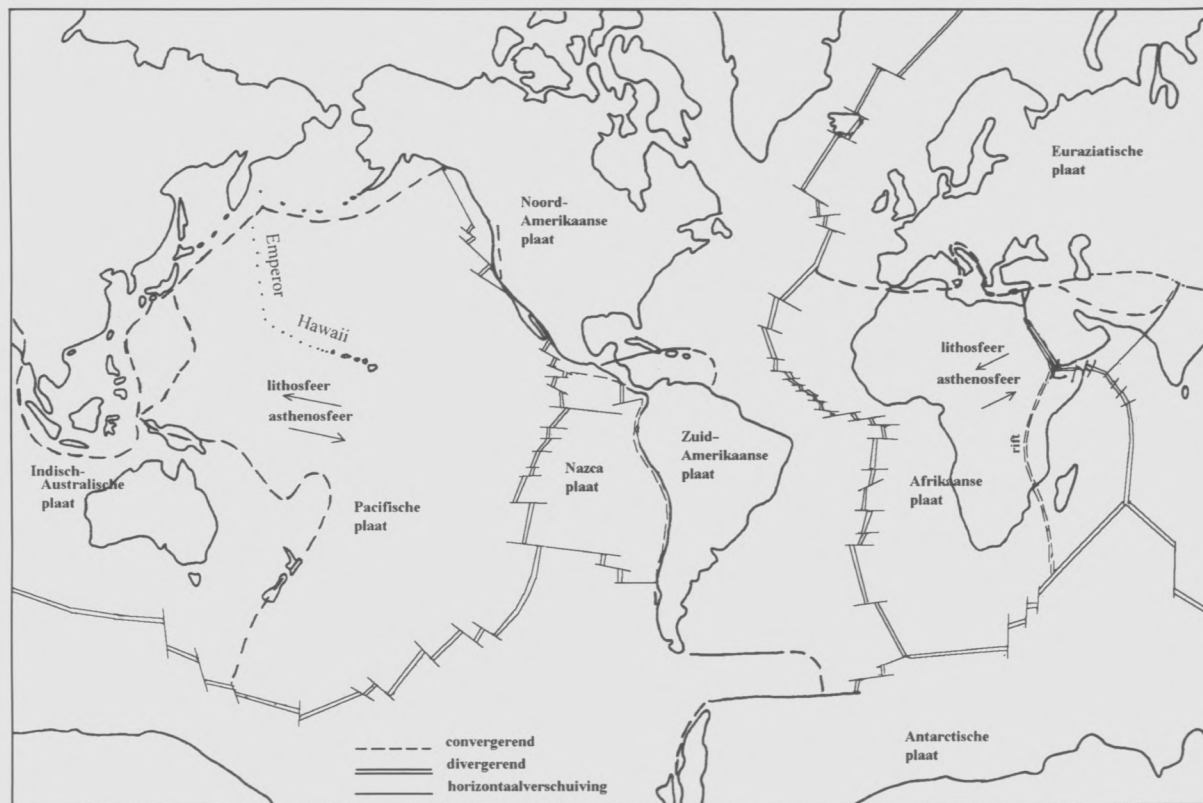 Euraziatische
plaat
Noord-
Amerikaanse
plaat
Emperor
Hawaii
lithosfeer
asthenosfeer
lithosfeer
asthenosfeer
rift
Indisch-
Australische
plaat
Pacifische
plaat
Nazca
plaat
Zuid-
Amerikaanse
plaat
Afrikaanse
plaat
Antarctische
plaat
convergerend
divergerend
horizontaalverschuiving